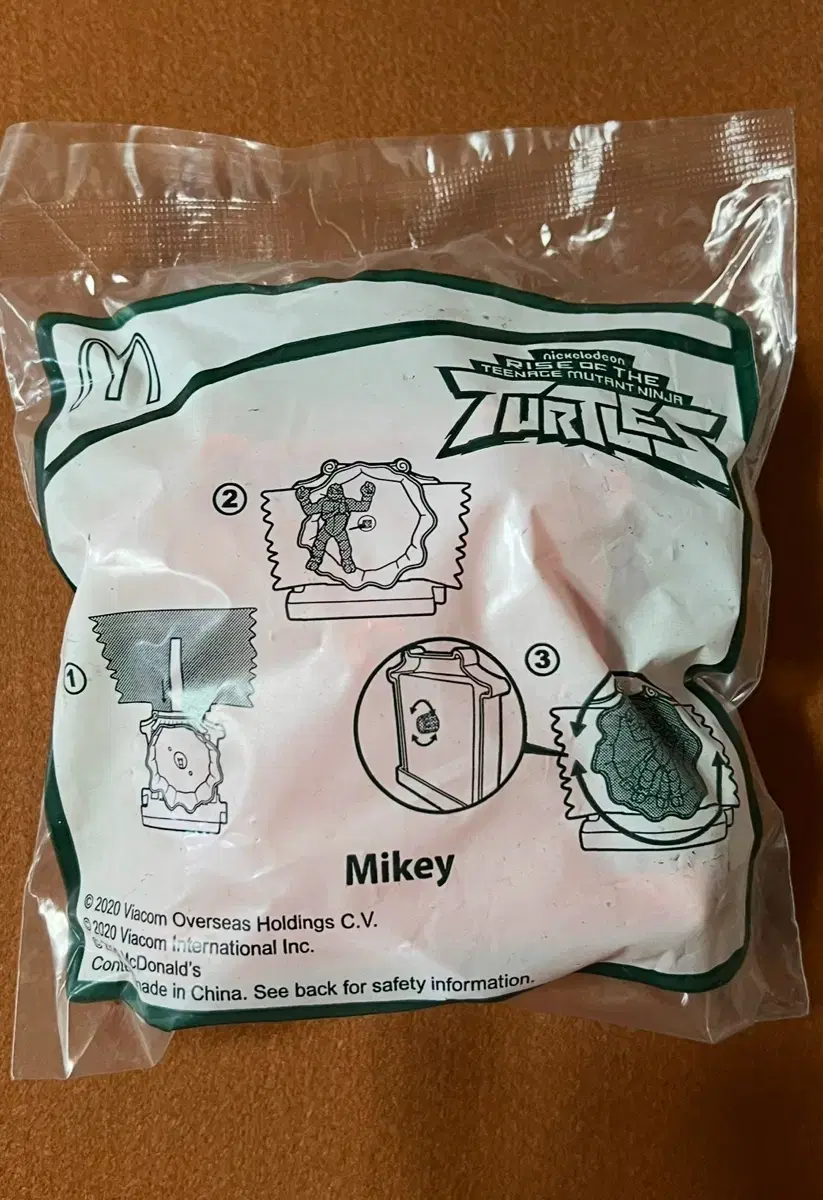 nickelodeon
RISE OF THE
TEENAGE MUTANT NINJA
TURTLES
2
1
3
Mikey
© 2020 Viacom Overseas Holdings C.V.
© 2020 Viacom International Inc.
McDonald's
made in China. See back for safety information.